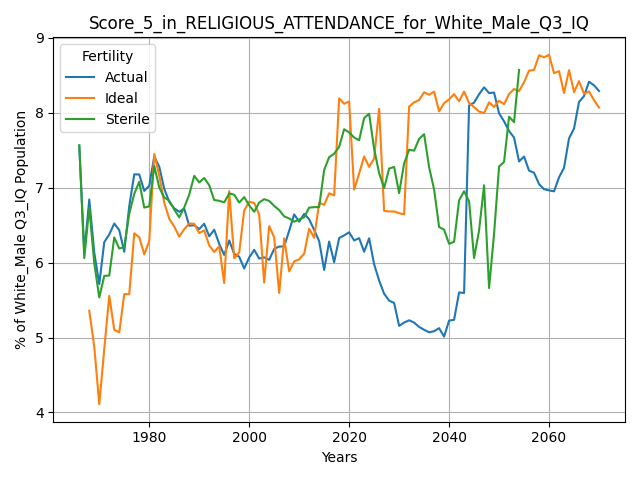 Score_5_in_RELIGIOUS_ATTENDANCE_for_White_Male_Q3_IQ
% of White_Male Q3_IQ Population
9
8
7
6
5
4
Fertility
Actual
Ideal
Sterile
1980
2000
2020
2040
2060
Years